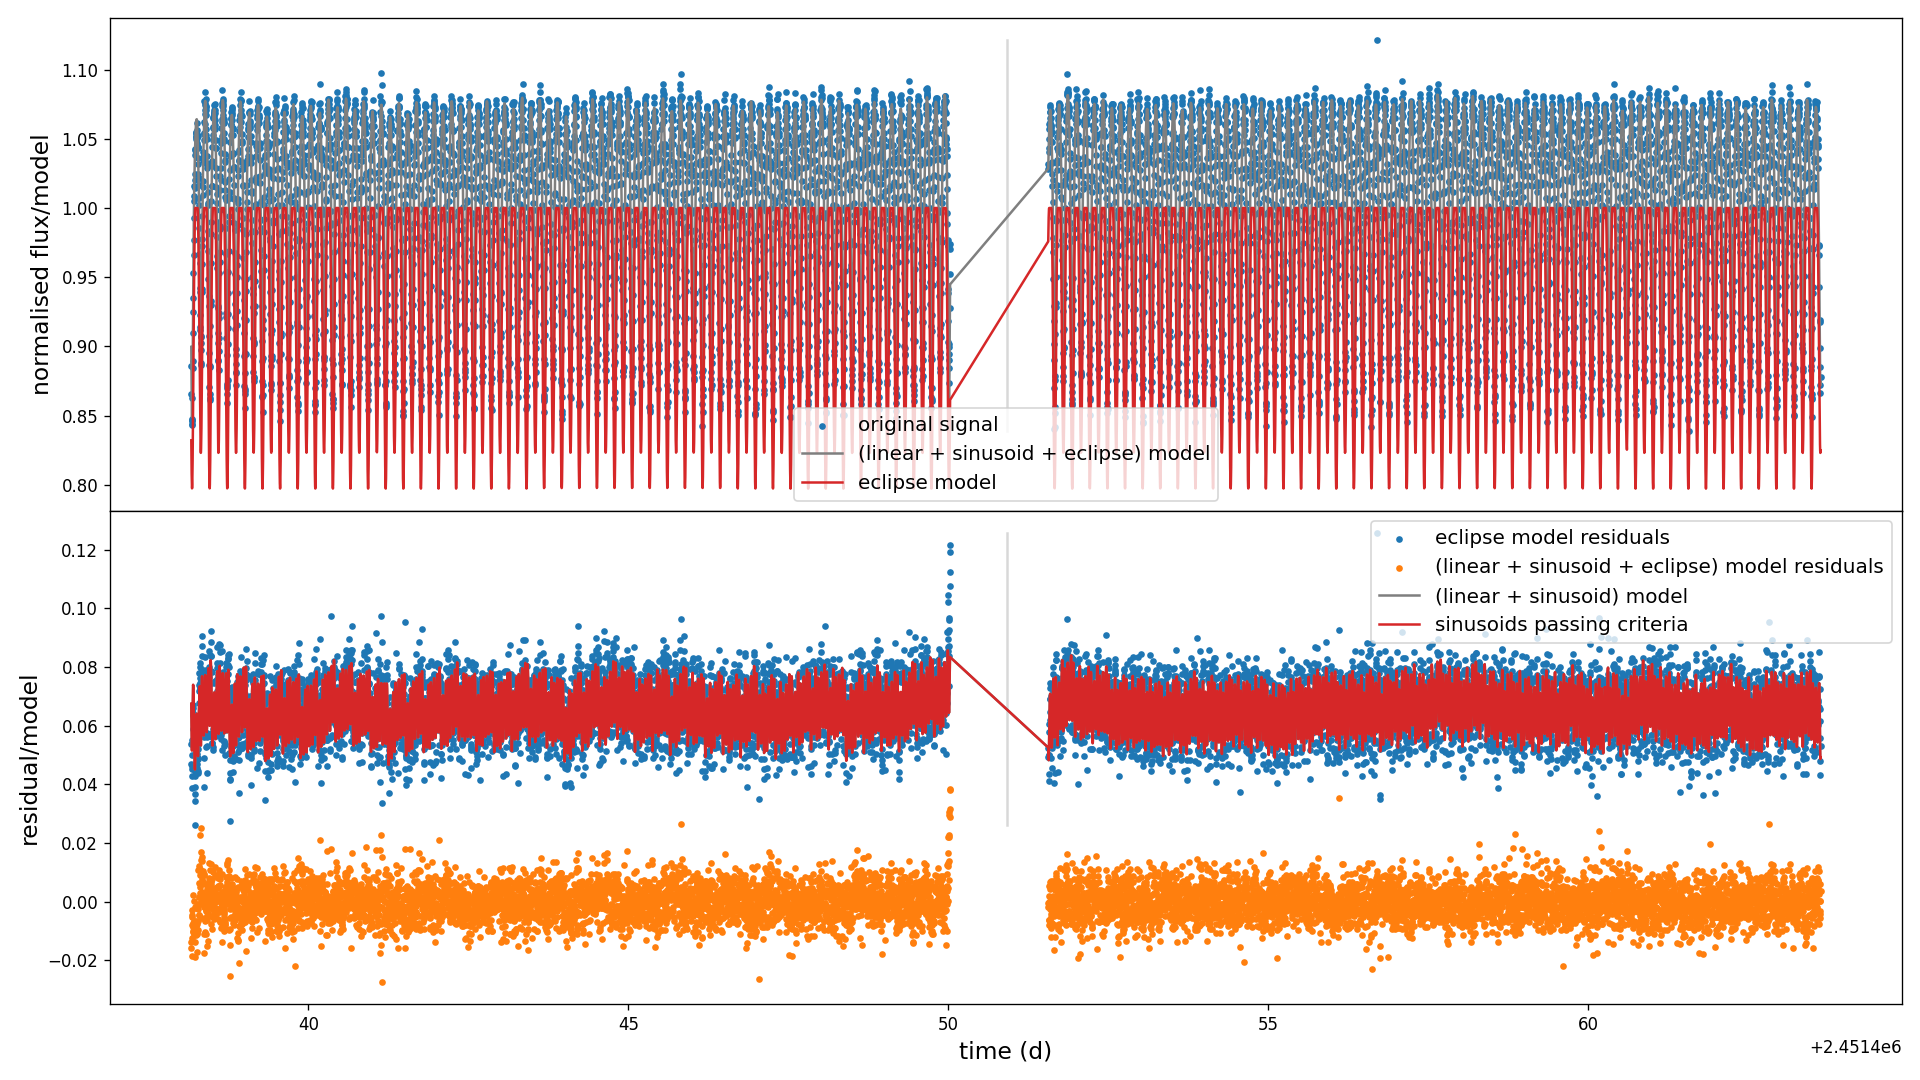 normalised flux/model
1.10
1.05
1.00
0.95
0.90
0.85
0.80
original signal
(linear + sinusoid + eclipse) model
eclipse model
residual/model
0.12
0.10
0.08
0.06
0.04
0.02
0.00
−0.02
eclipse model residuals
(linear + sinusoid + eclipse) model residuals
(linear + sinusoid) model
sinusoids passing criteria
40
45
50
55
60
time (d)
+2.4514e6